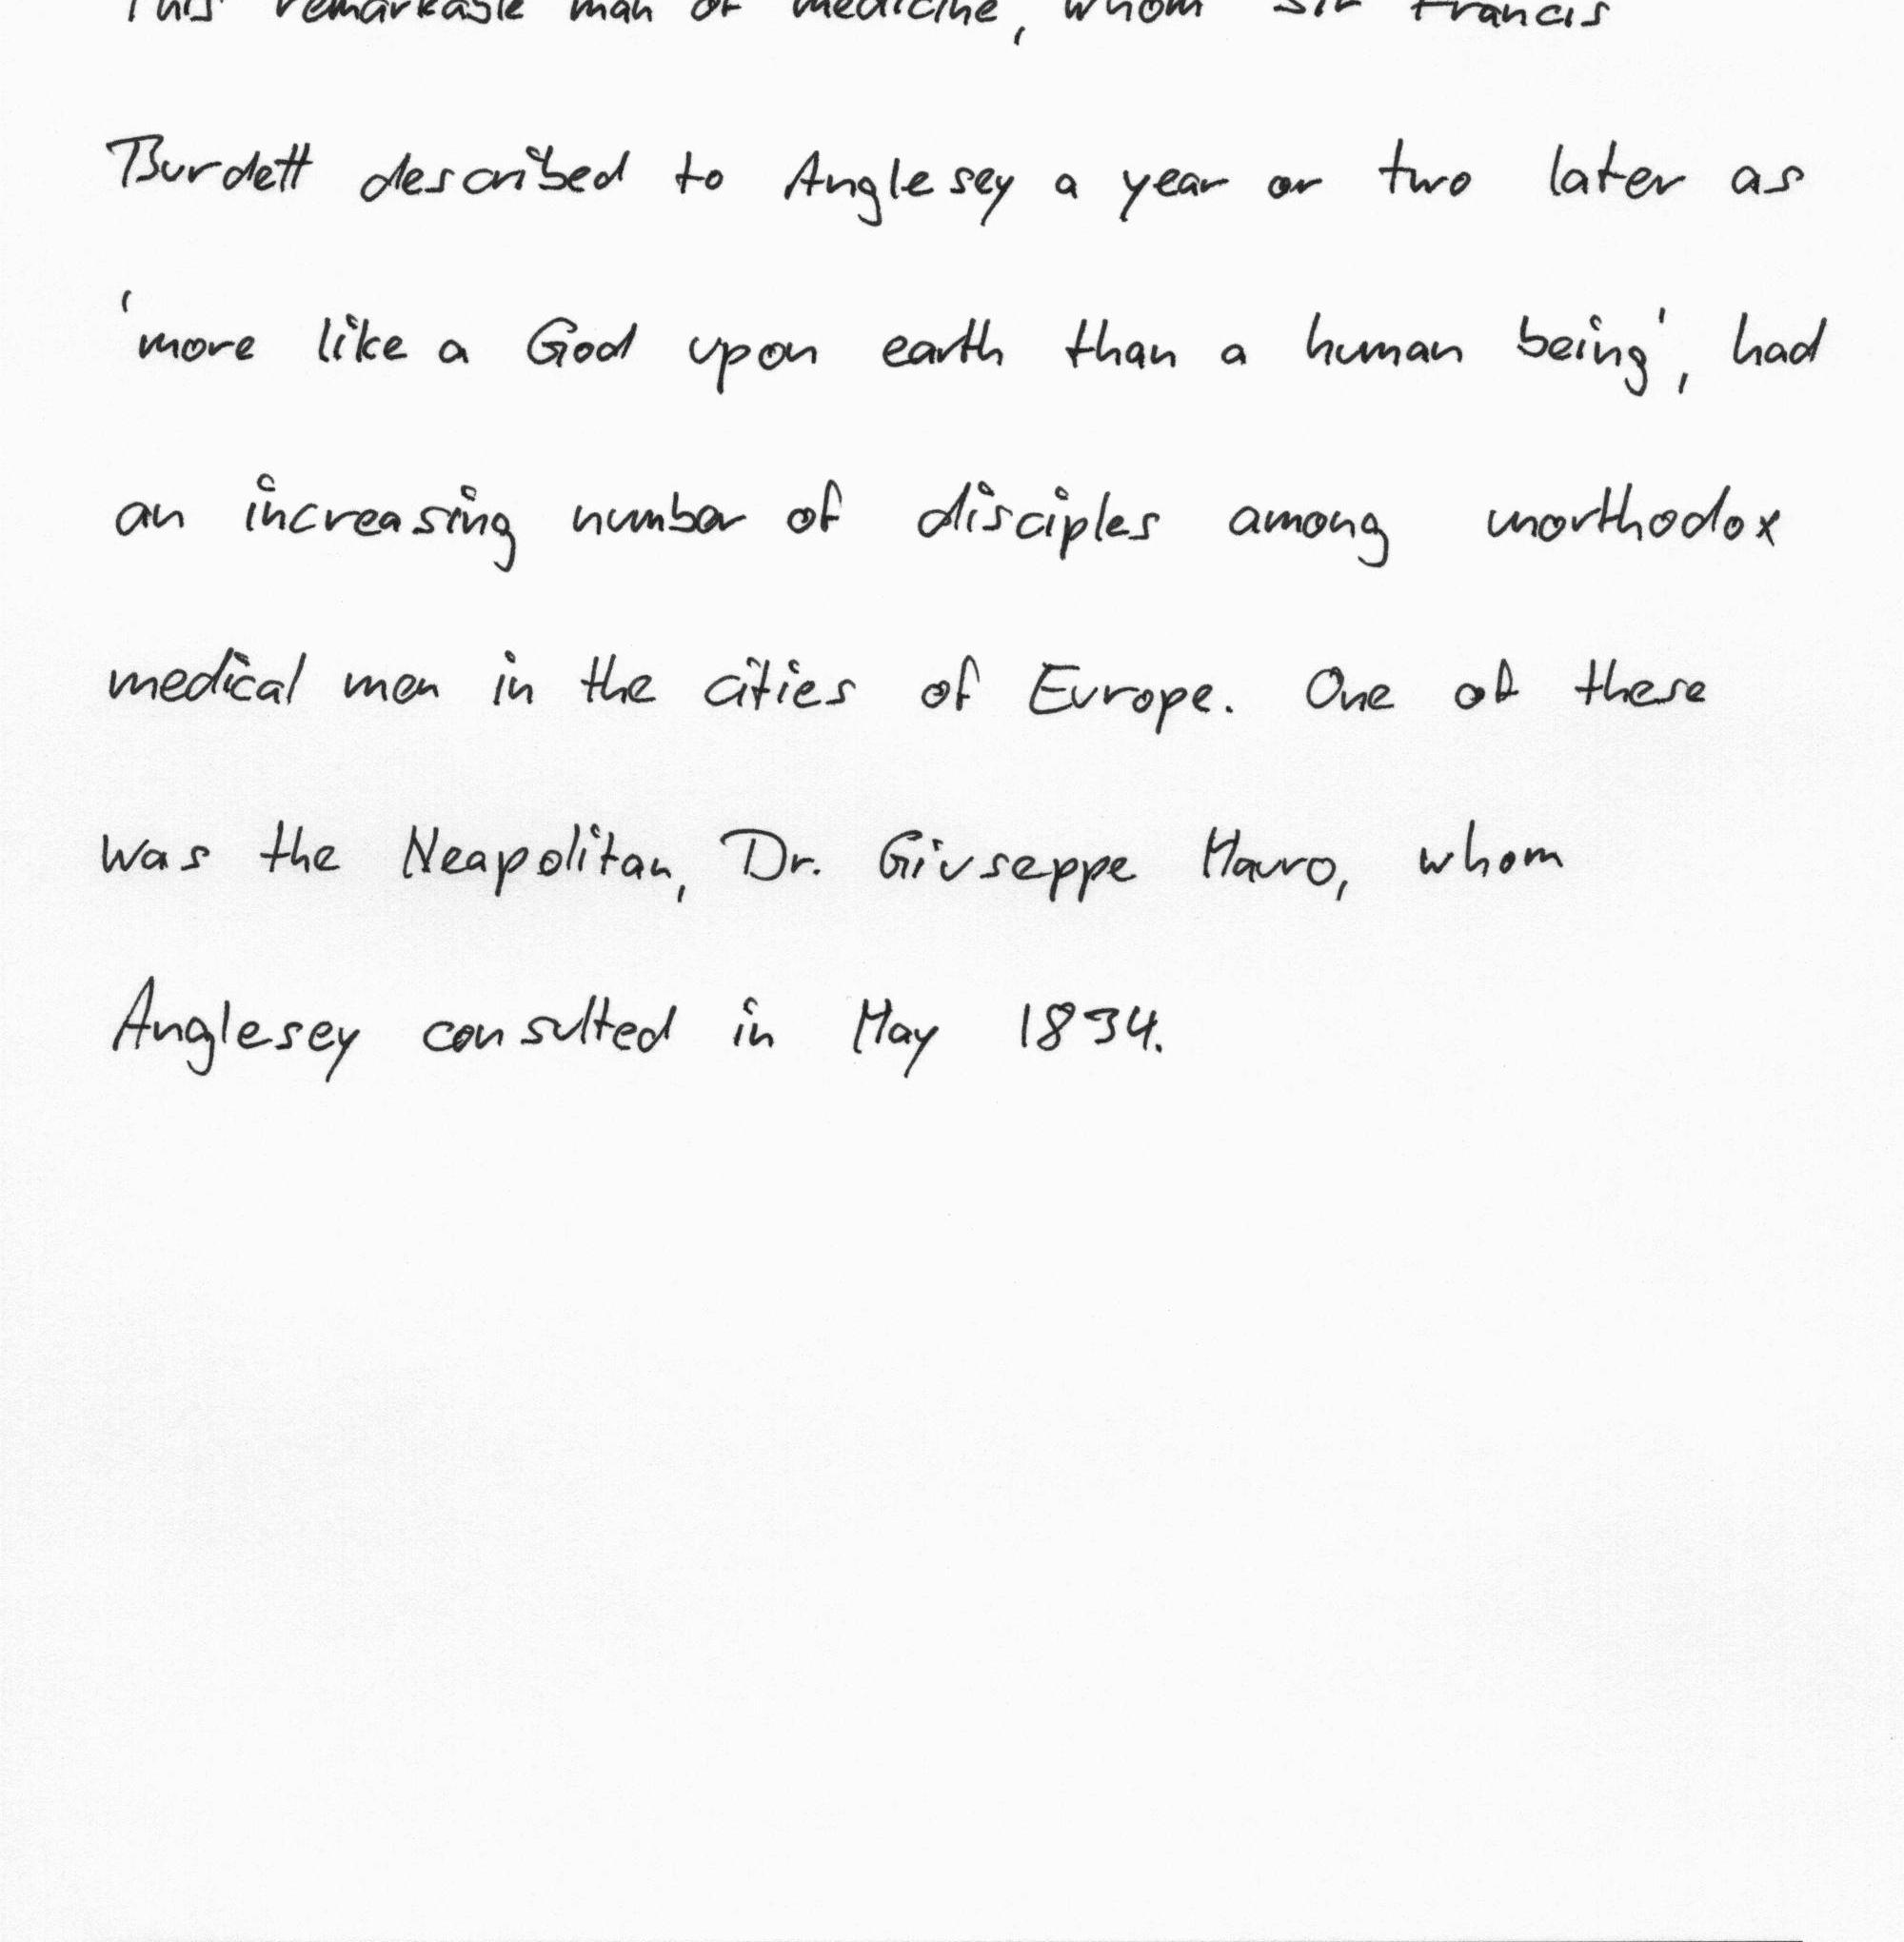 This remarkable man of medicine, whom Sir Francis
Burdett described to Anglesey a year or two later as
'more like a God upon earth than a human being', had
an increasing number of disciples among unorthodox
medical men in the cities of Europe. One of these
was the Neapolitan, Dr. Giuseppe Mauro, whom
Anglesey consulted in May 1834.